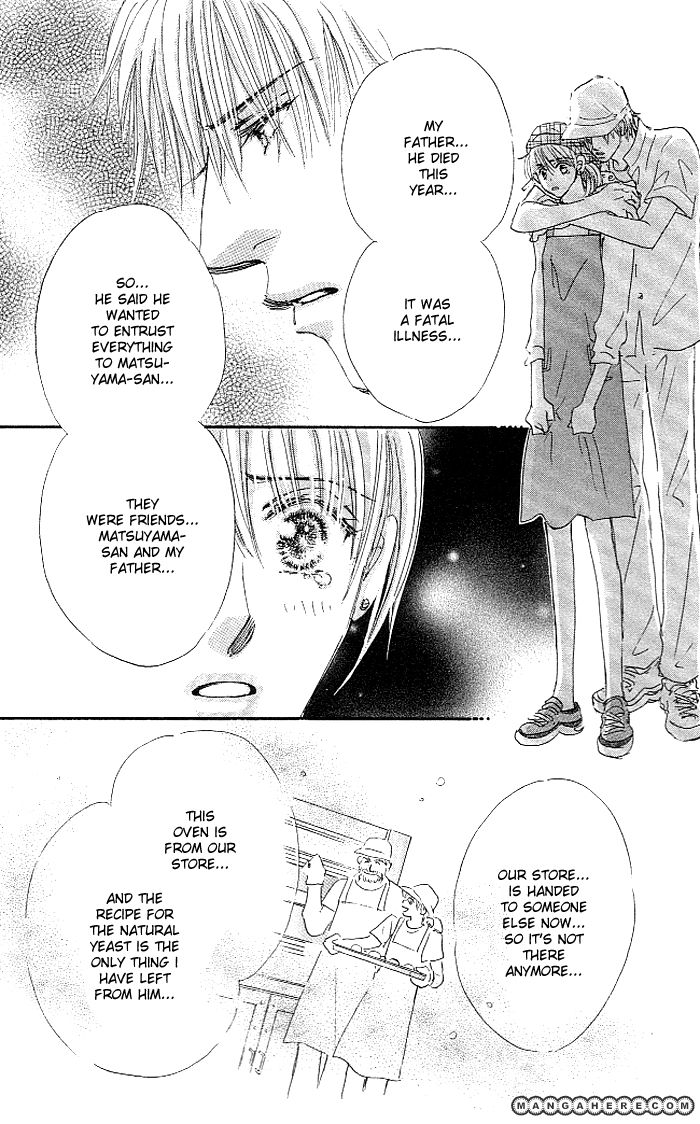 MY
FATHER...
HE DIED
THIS
YEAR...
IT WAS
A FATAL
ILLNESS...
SO...
HE SAID HE
WANTED
TO ENTRUST
EVERYTHING
TO MATSU-
YAMA-SAN...
THEY
WERE FRIENDS...
MATSUYAMA-
SAN AND MY
FATHER...
OUR STORE...
IS HANDED
TO SOMEONE
ELSE NOW...
SO IT'S NOT
THERE
ANYMORE...
THIS
OVEN IS
FROM OUR
STORE...
AND THE
RECIPE FOR
THE NATURAL
YEAST IS THE
ONLY THING I
HAVE LEFT
FROM HIM...
MANGAHERE.COM